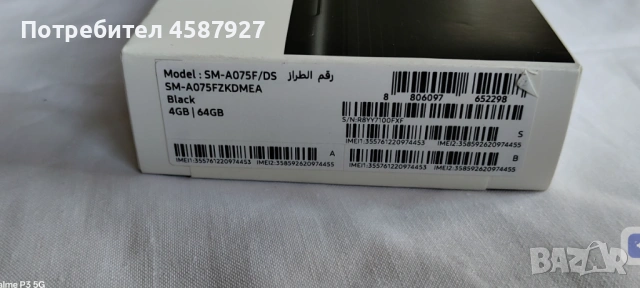 Потребител 4587927
Model : SM-A075F/DS رقم الطراز
SM-A075FZKDMEA
Black
4GB | 64GB
8 806097 652298
S/N:R8YY7100FXF
S
IMEI1:355761220974453 IMEI2:358592620974455
A
IMEI1:355761220974453 IMEI2:358592620974455
B
IMEI1:355761220974453 IMEI2:358592620974455
ealme P3 5G
BAZAR